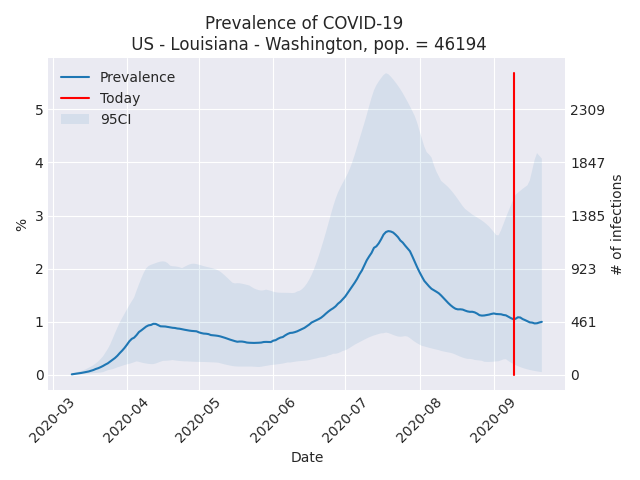 Prevalence of COVID-19
US - Louisiana - Washington, pop. = 46194
Prevalence
Today
95CI
%
5
4
3
2
1
0
2309
1847
1385
923
461
0
# of infections
2020-03
2020-04
2020-05
2020-06
2020-07
2020-08
2020-09
Date